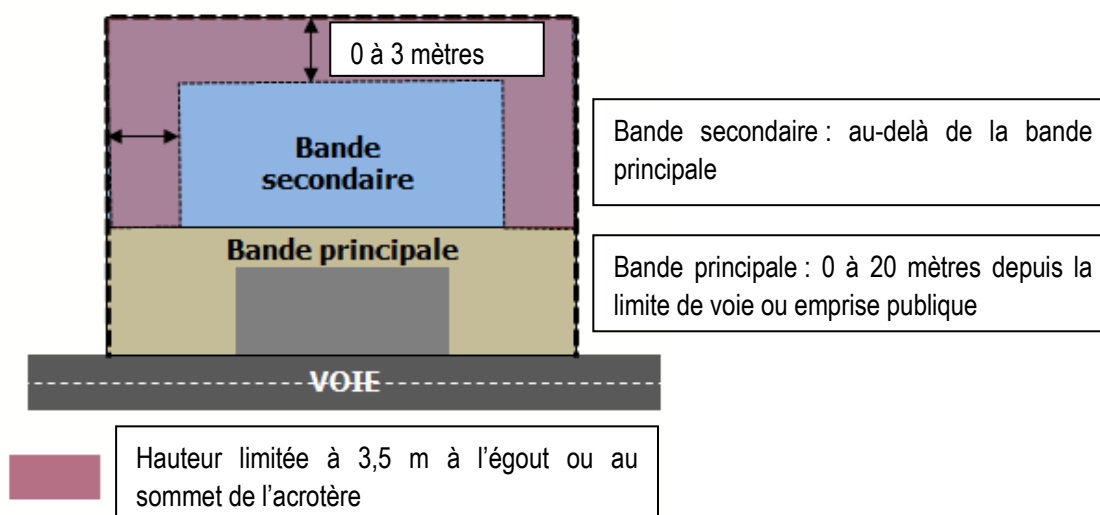 0 à 3 mètres
Bande
secondaire
Bande secondaire : au-delà de la bande
principale
Bande principale
Bande principale : 0 à 20 mètres depuis la
limite de voie ou emprise publique
VOIE
Hauteur limitée à 3,5 m à l’égout ou au
sommet de l’acrotère